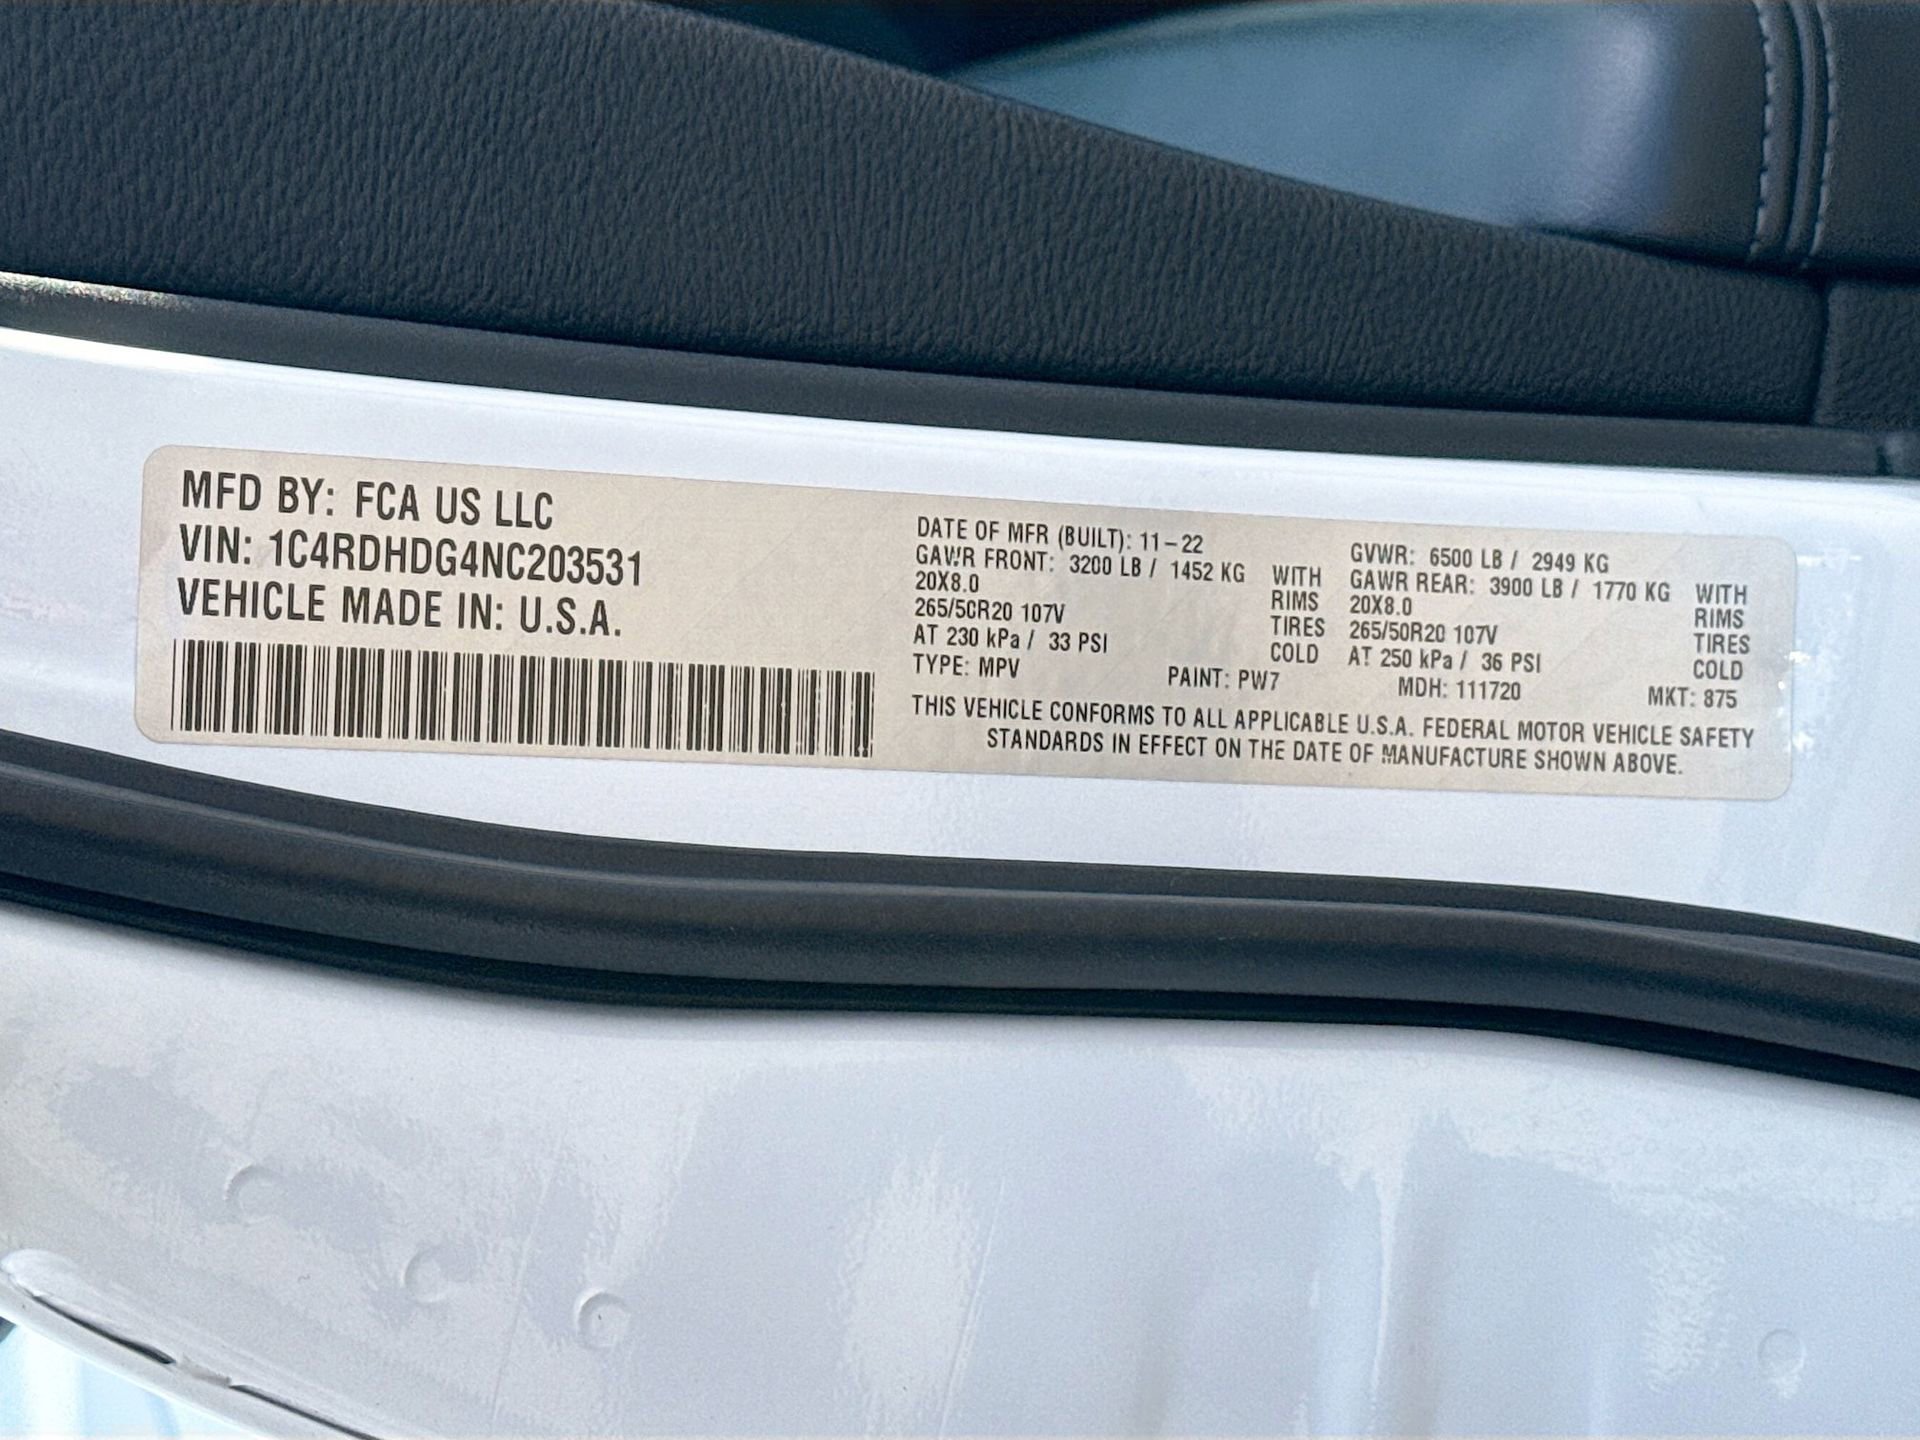 MFD BY: FCA US LLC
VIN: 1C4RDHDG4NC203531
VEHICLE MADE IN: U.S.A.
DATE OF MFR (BUILT): 11-22
GAWR FRONT: 3200 LB / 1452 KG WITH
20X8.0 RIMS
265/50R20 107V TIRES
AT 230 kPa / 33 PSI COLD
GVWR: 6500 LB / 2949 KG
GAWR REAR: 3900 LB / 1770 KG WITH
20X8.0 RIMS
265/50R20 107V TIRES
AT 250 kPa / 36 PSI COLD
TYPE: MPV PAINT: PW7 MDH: 111720 MKT: 875
THIS VEHICLE CONFORMS TO ALL APPLICABLE U.S.A. FEDERAL MOTOR VEHICLE SAFETY
STANDARDS IN EFFECT ON THE DATE OF MANUFACTURE SHOWN ABOVE.